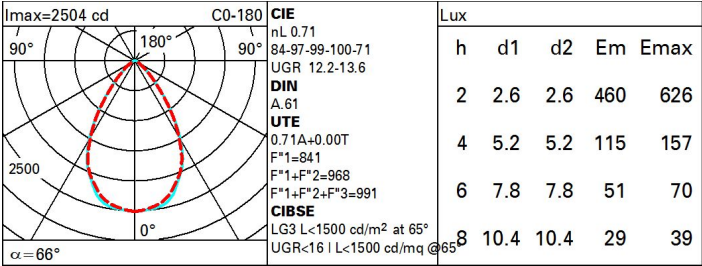 Imax=2504 cd C0-180
90° 180° 90°
2500
0°
α=66°
CIE
nL 0.71
84-97-99-100-71
UGR 12.2-13.6
DIN
A.61
UTE
0.71A+0.00T
F"1=841
F"1+F"2=968
F"1+F"2+F"3=991
CIBSE
LG3 L<1500 cd/m² at 65°
UGR<16 | L<1500 cd/mq @65°
Lux
h d1 d2 Em Emax
2 2.6 2.6 460 626
4 5.2 5.2 115 157
6 7.8 7.8 51 70
8 10.4 10.4 29 39